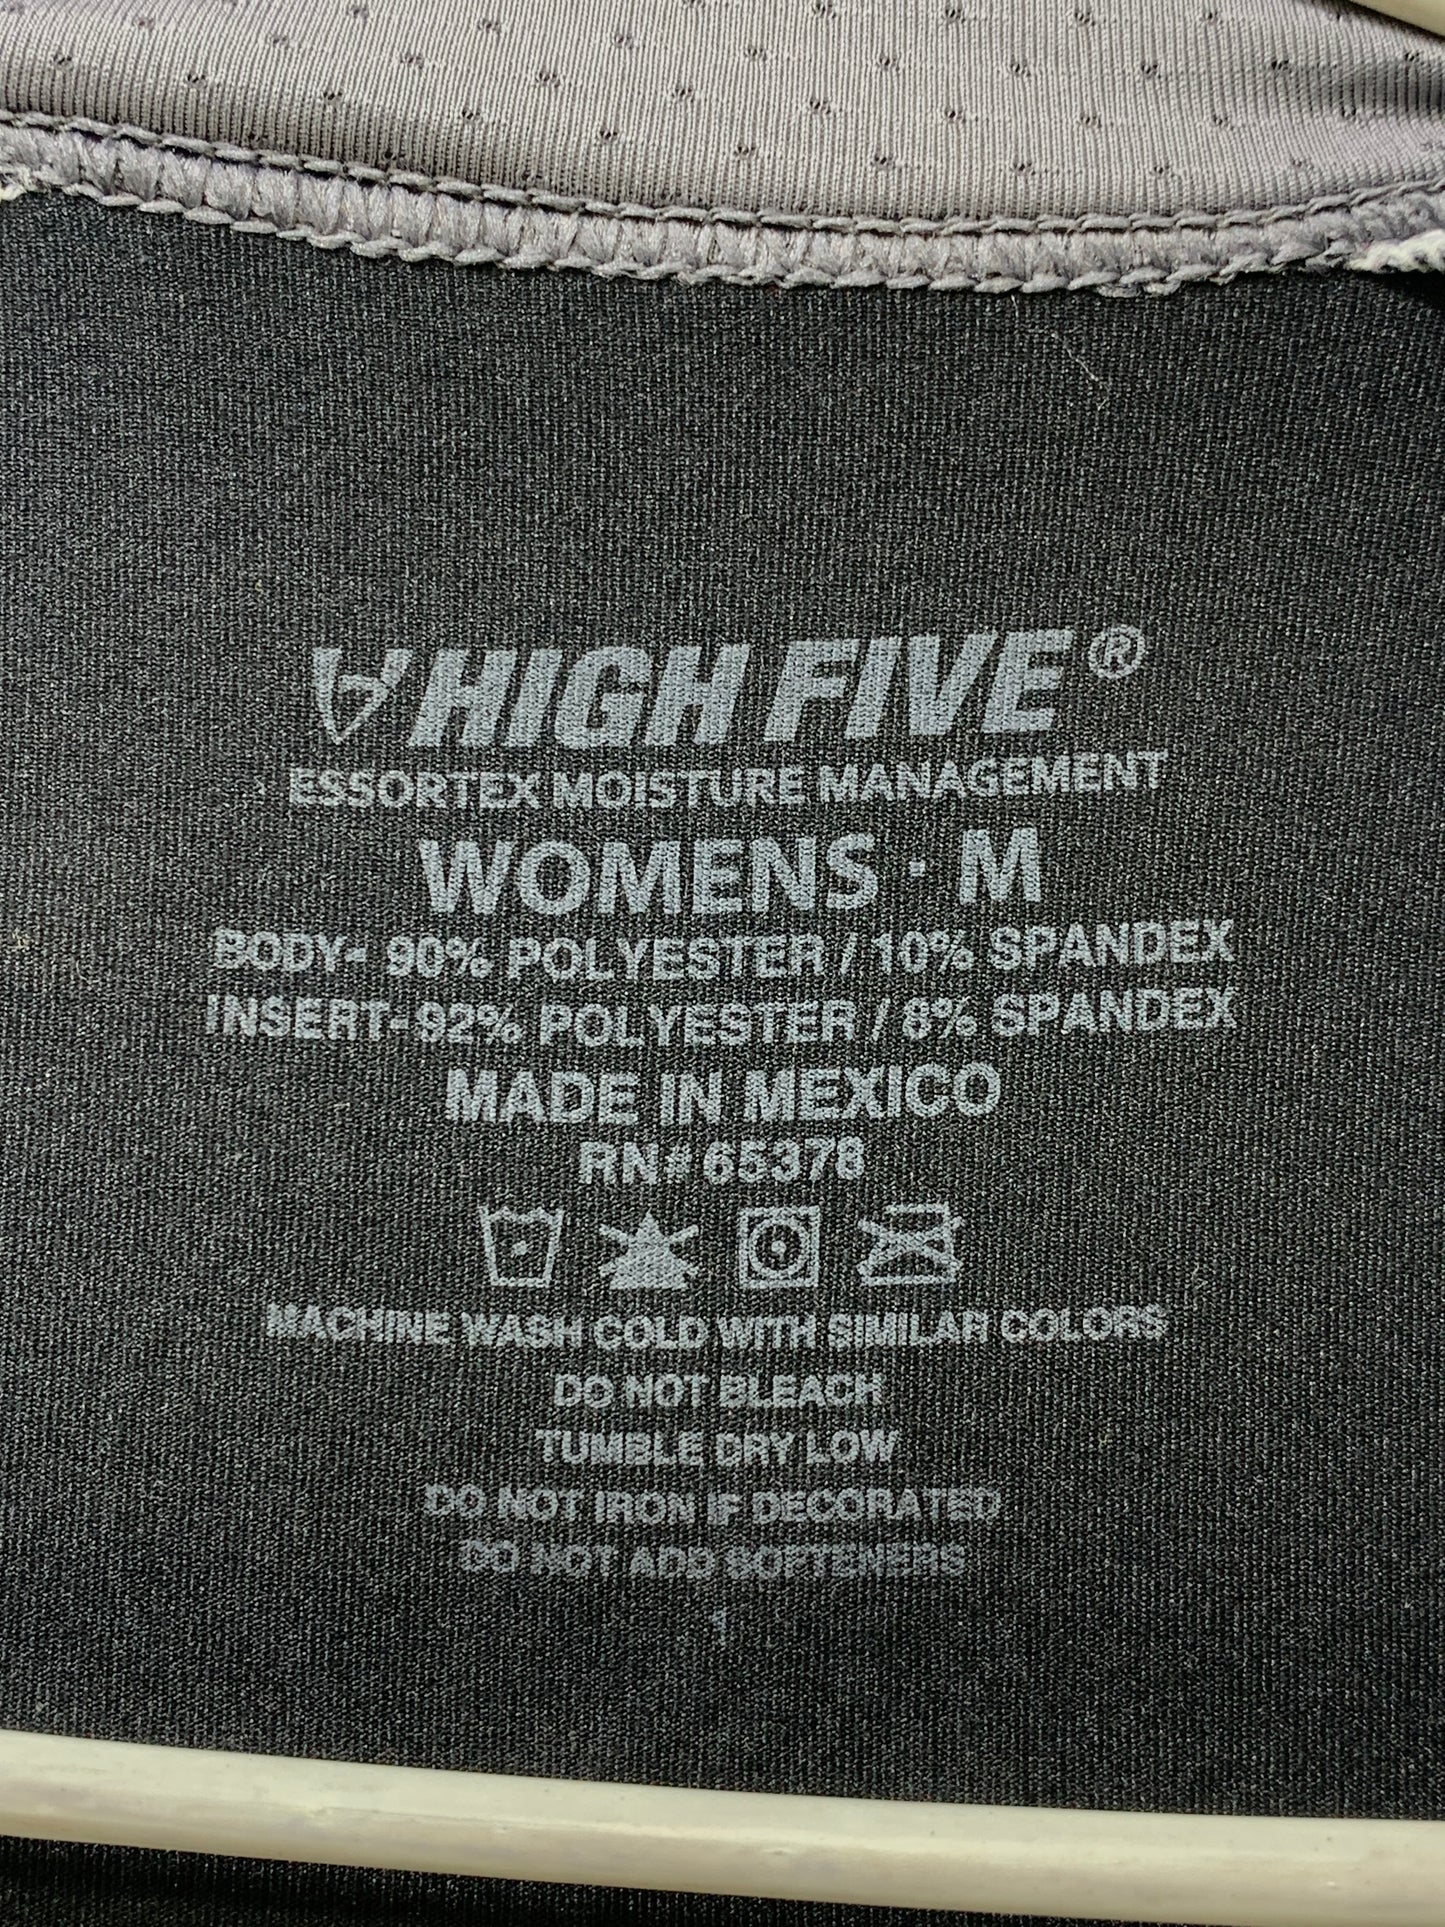 HIGH FIVE®
ESSORTEX MOISTURE MANAGEMENT
WOMENS · M
BODY- 90% POLYESTER / 10% SPANDEX
INSERT- 92% POLYESTER / 8% SPANDEX
MADE IN MEXICO
RN# 65378
MACHINE WASH COLD WITH SIMILAR COLORS
DO NOT BLEACH
TUMBLE DRY LOW
DO NOT IRON IF DECORATED
DO NOT ADD SOFTENERS
1